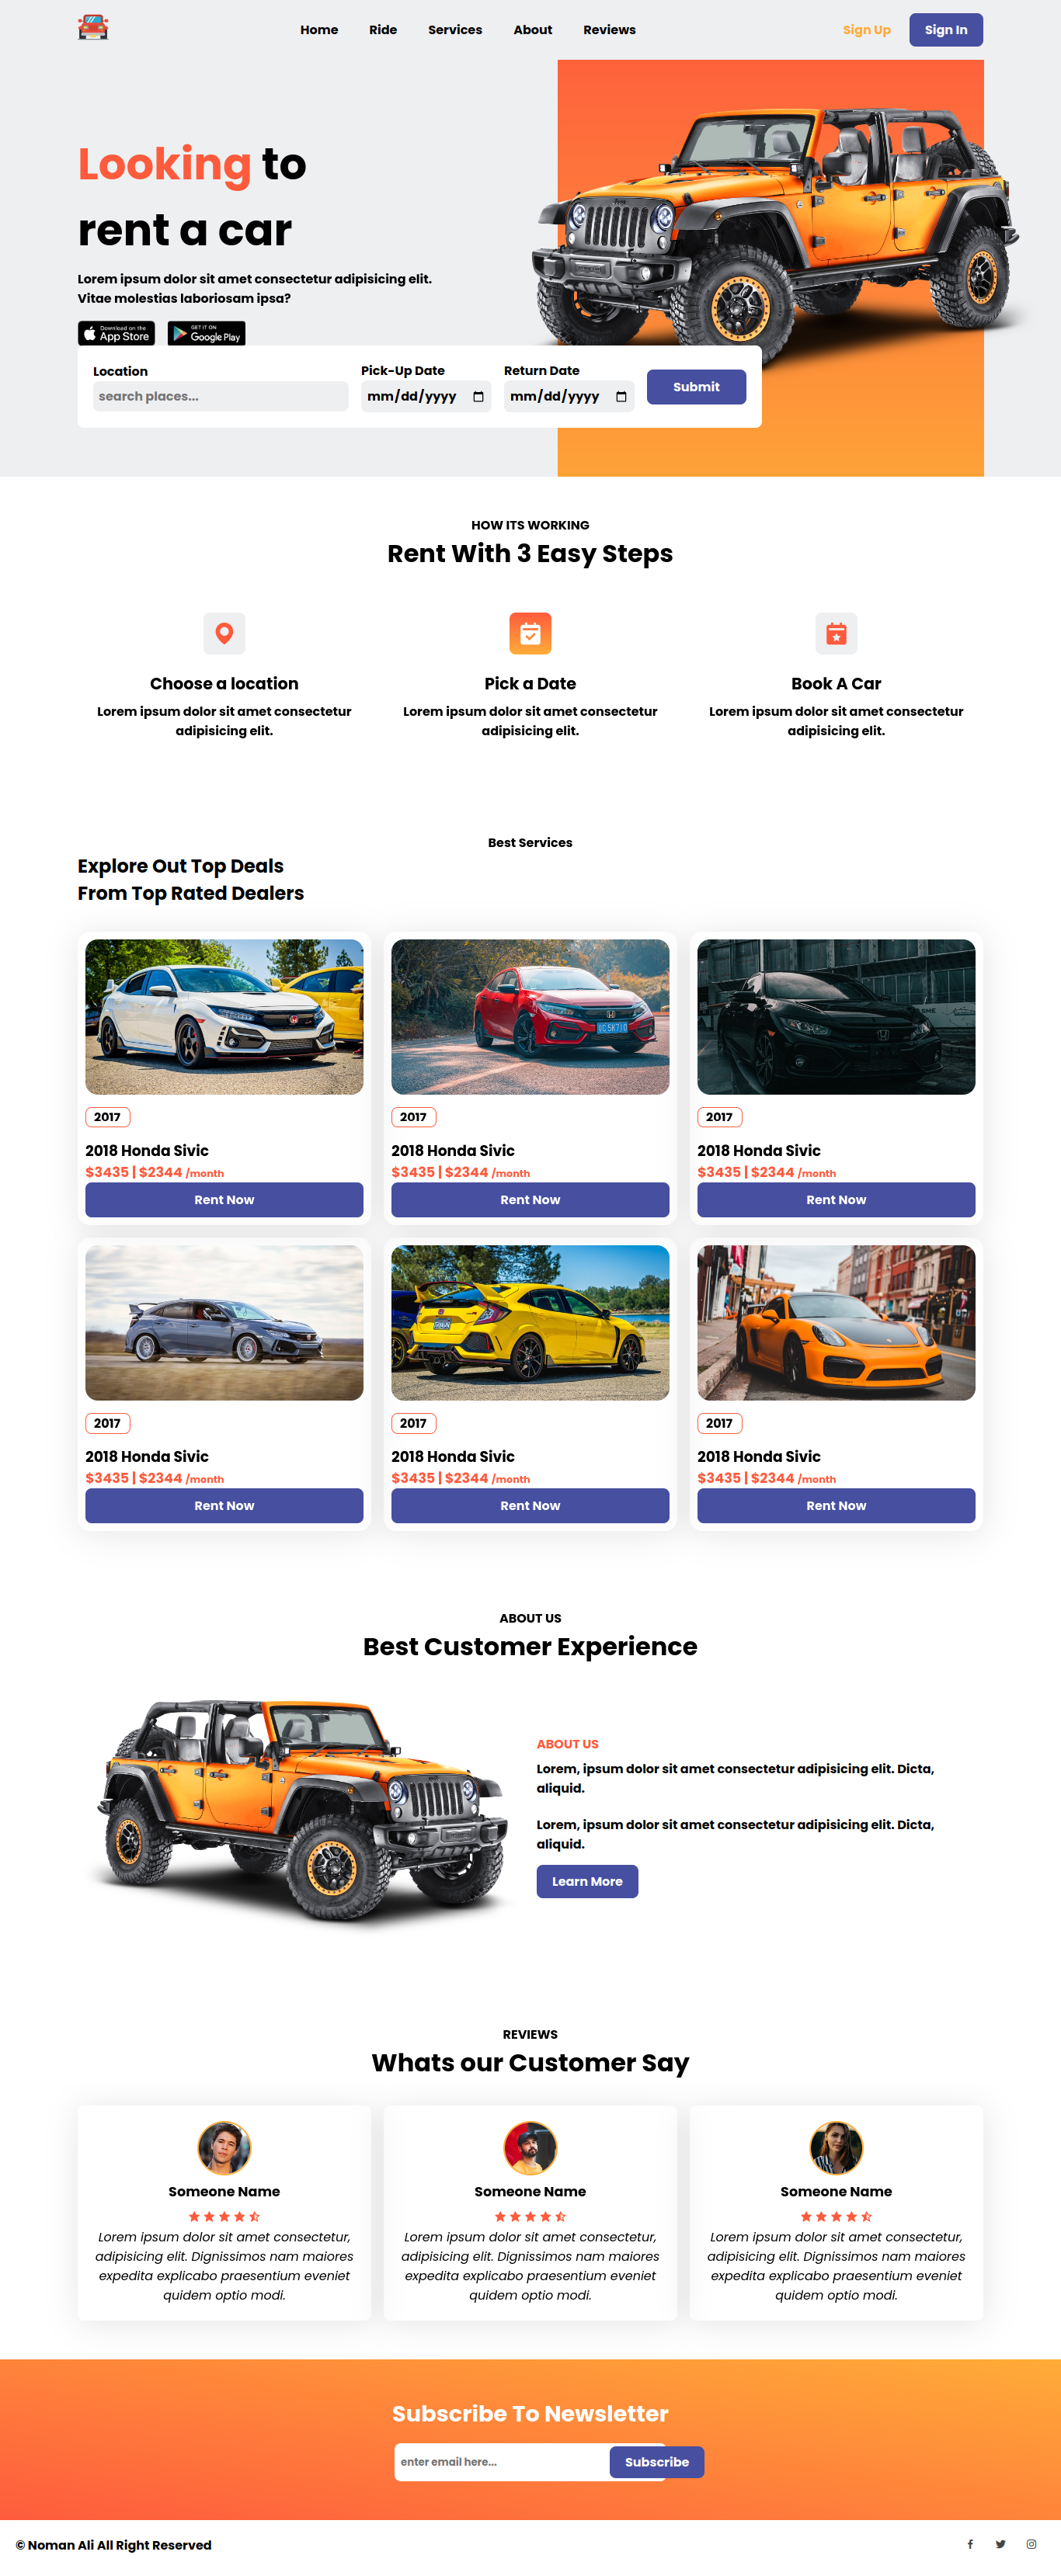 Home Ride Services About Reviews Sign Up Sign In
Looking to
rent a car
Lorem ipsum dolor sit amet consectetur adipisicing elit.
Vitae molestias laboriosam ipsa?
Download on the
App Store
GET IT ON
Google Play
Location Pick-Up Date Return Date
search places... mm/dd/yyyy mm/dd/yyyy Submit
HOW ITS WORKING
Rent With 3 Easy Steps
Choose a location
Lorem ipsum dolor sit amet consectetur
adipisicing elit.
Pick a Date
Lorem ipsum dolor sit amet consectetur
adipisicing elit.
Book A Car
Lorem ipsum dolor sit amet consectetur
adipisicing elit.
Best Services
Explore Out Top Deals
From Top Rated Dealers
2017
2018 Honda Sivic
$3435 | $2344 /month
Rent Now
2017
2018 Honda Sivic
$3435 | $2344 /month
Rent Now
2017
2018 Honda Sivic
$3435 | $2344 /month
Rent Now
2017
2018 Honda Sivic
$3435 | $2344 /month
Rent Now
2017
2018 Honda Sivic
$3435 | $2344 /month
Rent Now
2017
2018 Honda Sivic
$3435 | $2344 /month
Rent Now
ABOUT US
Best Customer Experience
ABOUT US
Lorem, ipsum dolor sit amet consectetur adipisicing elit. Dicta,
aliquid.
Lorem, ipsum dolor sit amet consectetur adipisicing elit. Dicta,
aliquid.
Learn More
REVIEWS
Whats our Customer Say
Someone Name
Lorem ipsum dolor sit amet consectetur,
adipisicing elit. Dignissimos nam maiores
expedita explicabo praesentium eveniet
quidem optio modi.
Someone Name
Lorem ipsum dolor sit amet consectetur,
adipisicing elit. Dignissimos nam maiores
expedita explicabo praesentium eveniet
quidem optio modi.
Someone Name
Lorem ipsum dolor sit amet consectetur,
adipisicing elit. Dignissimos nam maiores
expedita explicabo praesentium eveniet
quidem optio modi.
Subscribe To Newsletter
enter email here... Subscribe
© Noman Ali All Right Reserved